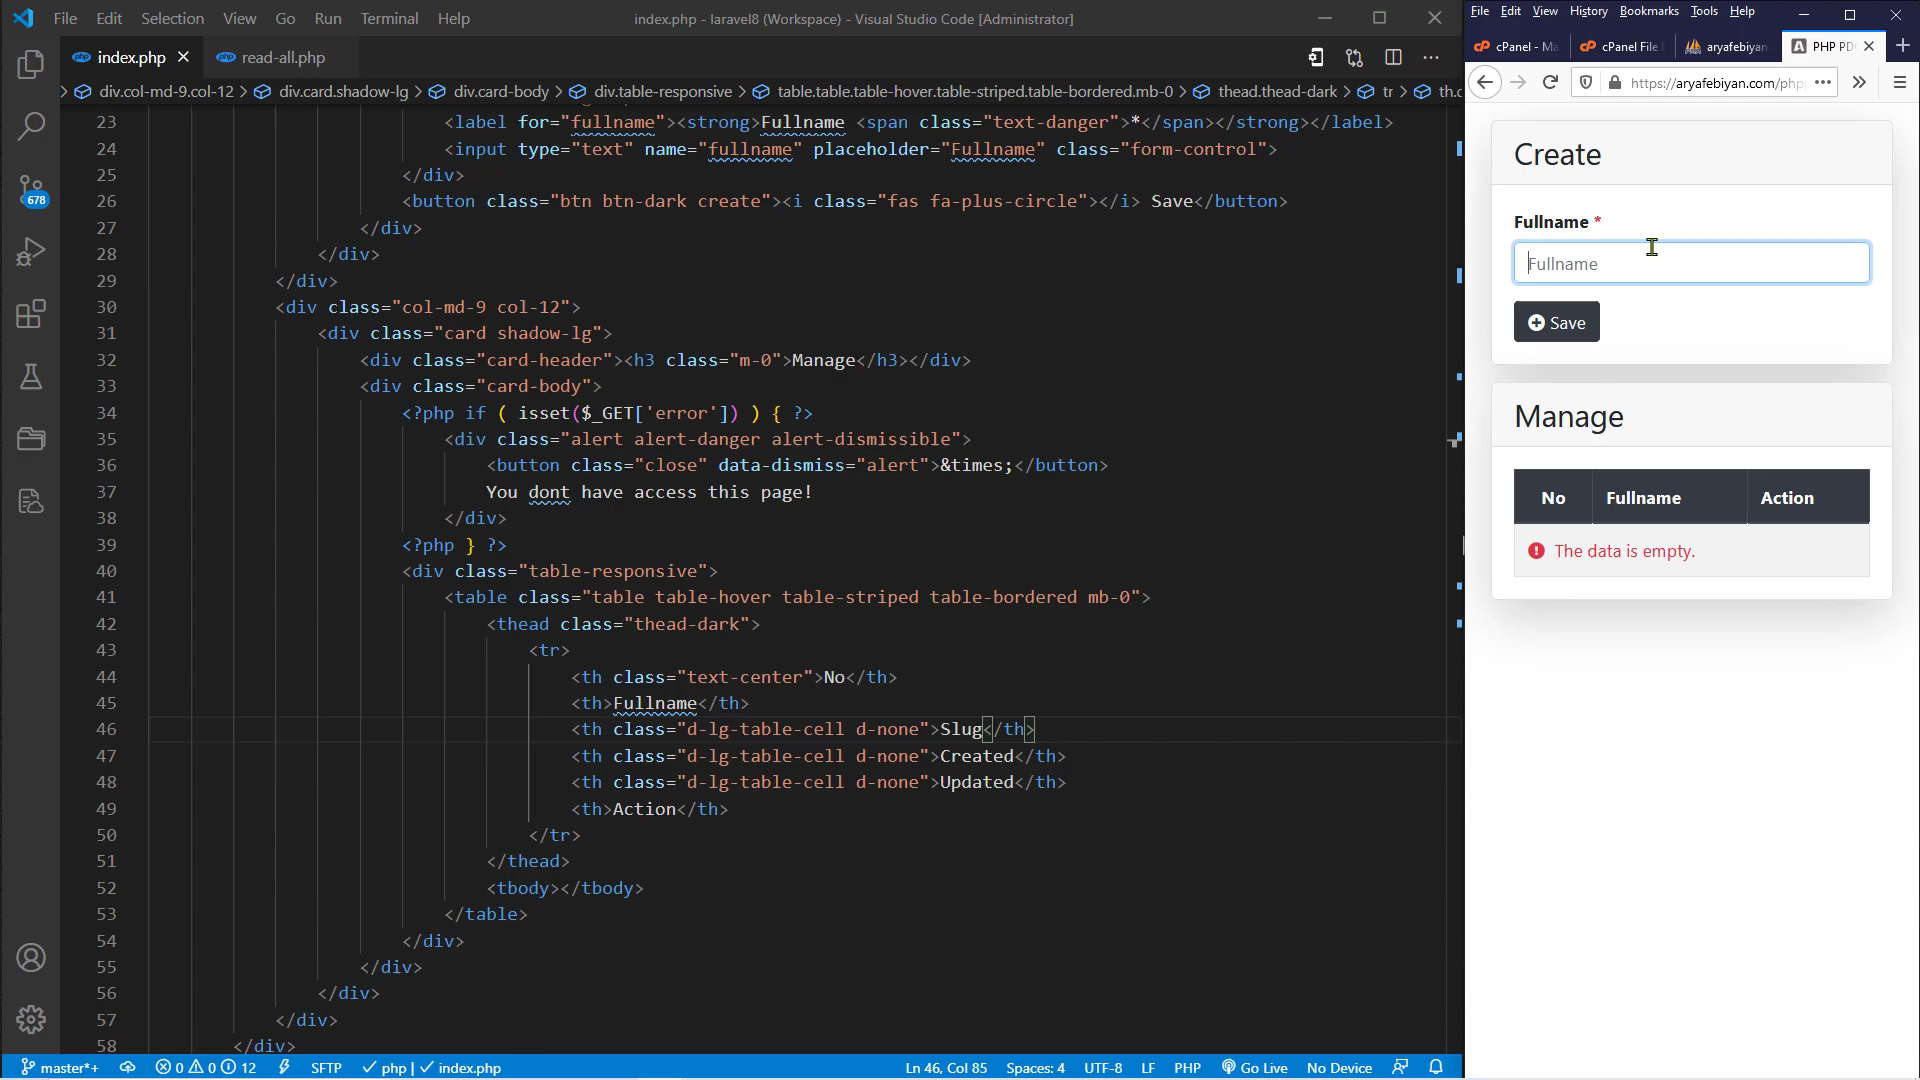 File Edit Selection View Go Run Terminal Help
index.php - laravel8 (Workspace) - Visual Studio Code [Administrator]
index.php
read-all.php
div.col-md-9.col-12
div.card.shadow-lg
div.card-body
div.table-responsive
table.table.table-hover.table-striped.table-bordered.mb-0
thead.thead-dark
tr
th.c
23 <label for="fullname"><strong>Fullname <span class="text-danger">*</span></strong></label>
24 <input type="text" name="fullname" placeholder="Fullname" class="form-control">
25 </div>
26 <button class="btn btn-dark create"><i class="fas fa-plus-circle"></i> Save</button>
27 </div>
28 </div>
29 </div>
30 <div class="col-md-9 col-12">
31 <div class="card shadow-lg">
32 <div class="card-header"><h3 class="m-0">Manage</h3></div>
33 <div class="card-body">
34 <?php if ( isset($_GET['error']) ) { ?>
35 <div class="alert alert-danger alert-dismissible">
36 <button class="close" data-dismiss="alert">&times;</button>
37 You dont have access this page!
38 </div>
39 <?php } ?>
40 <div class="table-responsive">
41 <table class="table table-hover table-striped table-bordered mb-0">
42 <thead class="thead-dark">
43 <tr>
44 <th class="text-center">No</th>
45 <th>Fullname</th>
46 <th class="d-lg-table-cell d-none">Slug</th>
47 <th class="d-lg-table-cell d-none">Created</th>
48 <th class="d-lg-table-cell d-none">Updated</th>
49 <th>Action</th>
50 </tr>
51 </thead>
52 <tbody></tbody>
53 </table>
54 </div>
55 </div>
56 </div>
57 </div>
58 </div>
678
master*+
0 0 12
SFTP
php | index.php
Ln 46, Col 85
Spaces: 4
UTF-8
LF
PHP
Go Live
No Device
File Edit View History Bookmarks Tools Help
cPanel - Ma
cPanel File
aryafebiyan
PHP PD
https://aryafebiyan.com/php
Create
Fullname *
Fullname
Save
Manage
No Fullname Action
The data is empty.